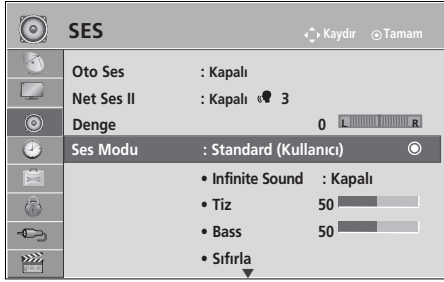 SES
Kaydır Tamam
Oto Ses : Kapalı
Net Ses II : Kapalı 3
Denge 0 L R
Ses Modu : Standard (Kullanıcı)
• Infinite Sound : Kapalı
• Tiz 50
• Bass 50
• Sıfırla